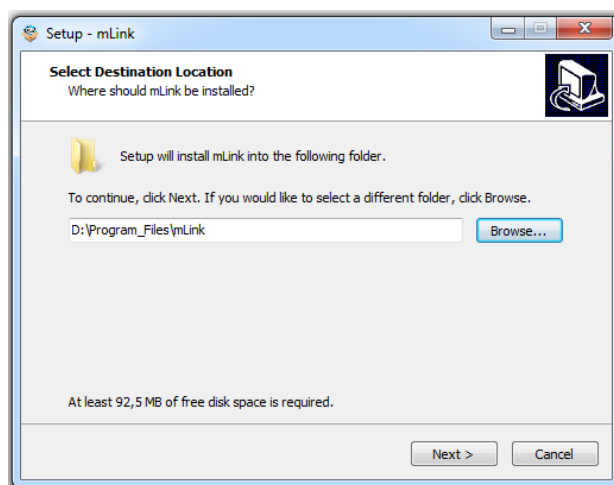 Setup - mLink
Select Destination Location
Where should mLink be installed?
Setup will install mLink into the following folder.
To continue, click Next. If you would like to select a different folder, click Browse.
D:\Program_Files\mLink
Browse...
At least 92,5 MB of free disk space is required.
Next >
Cancel